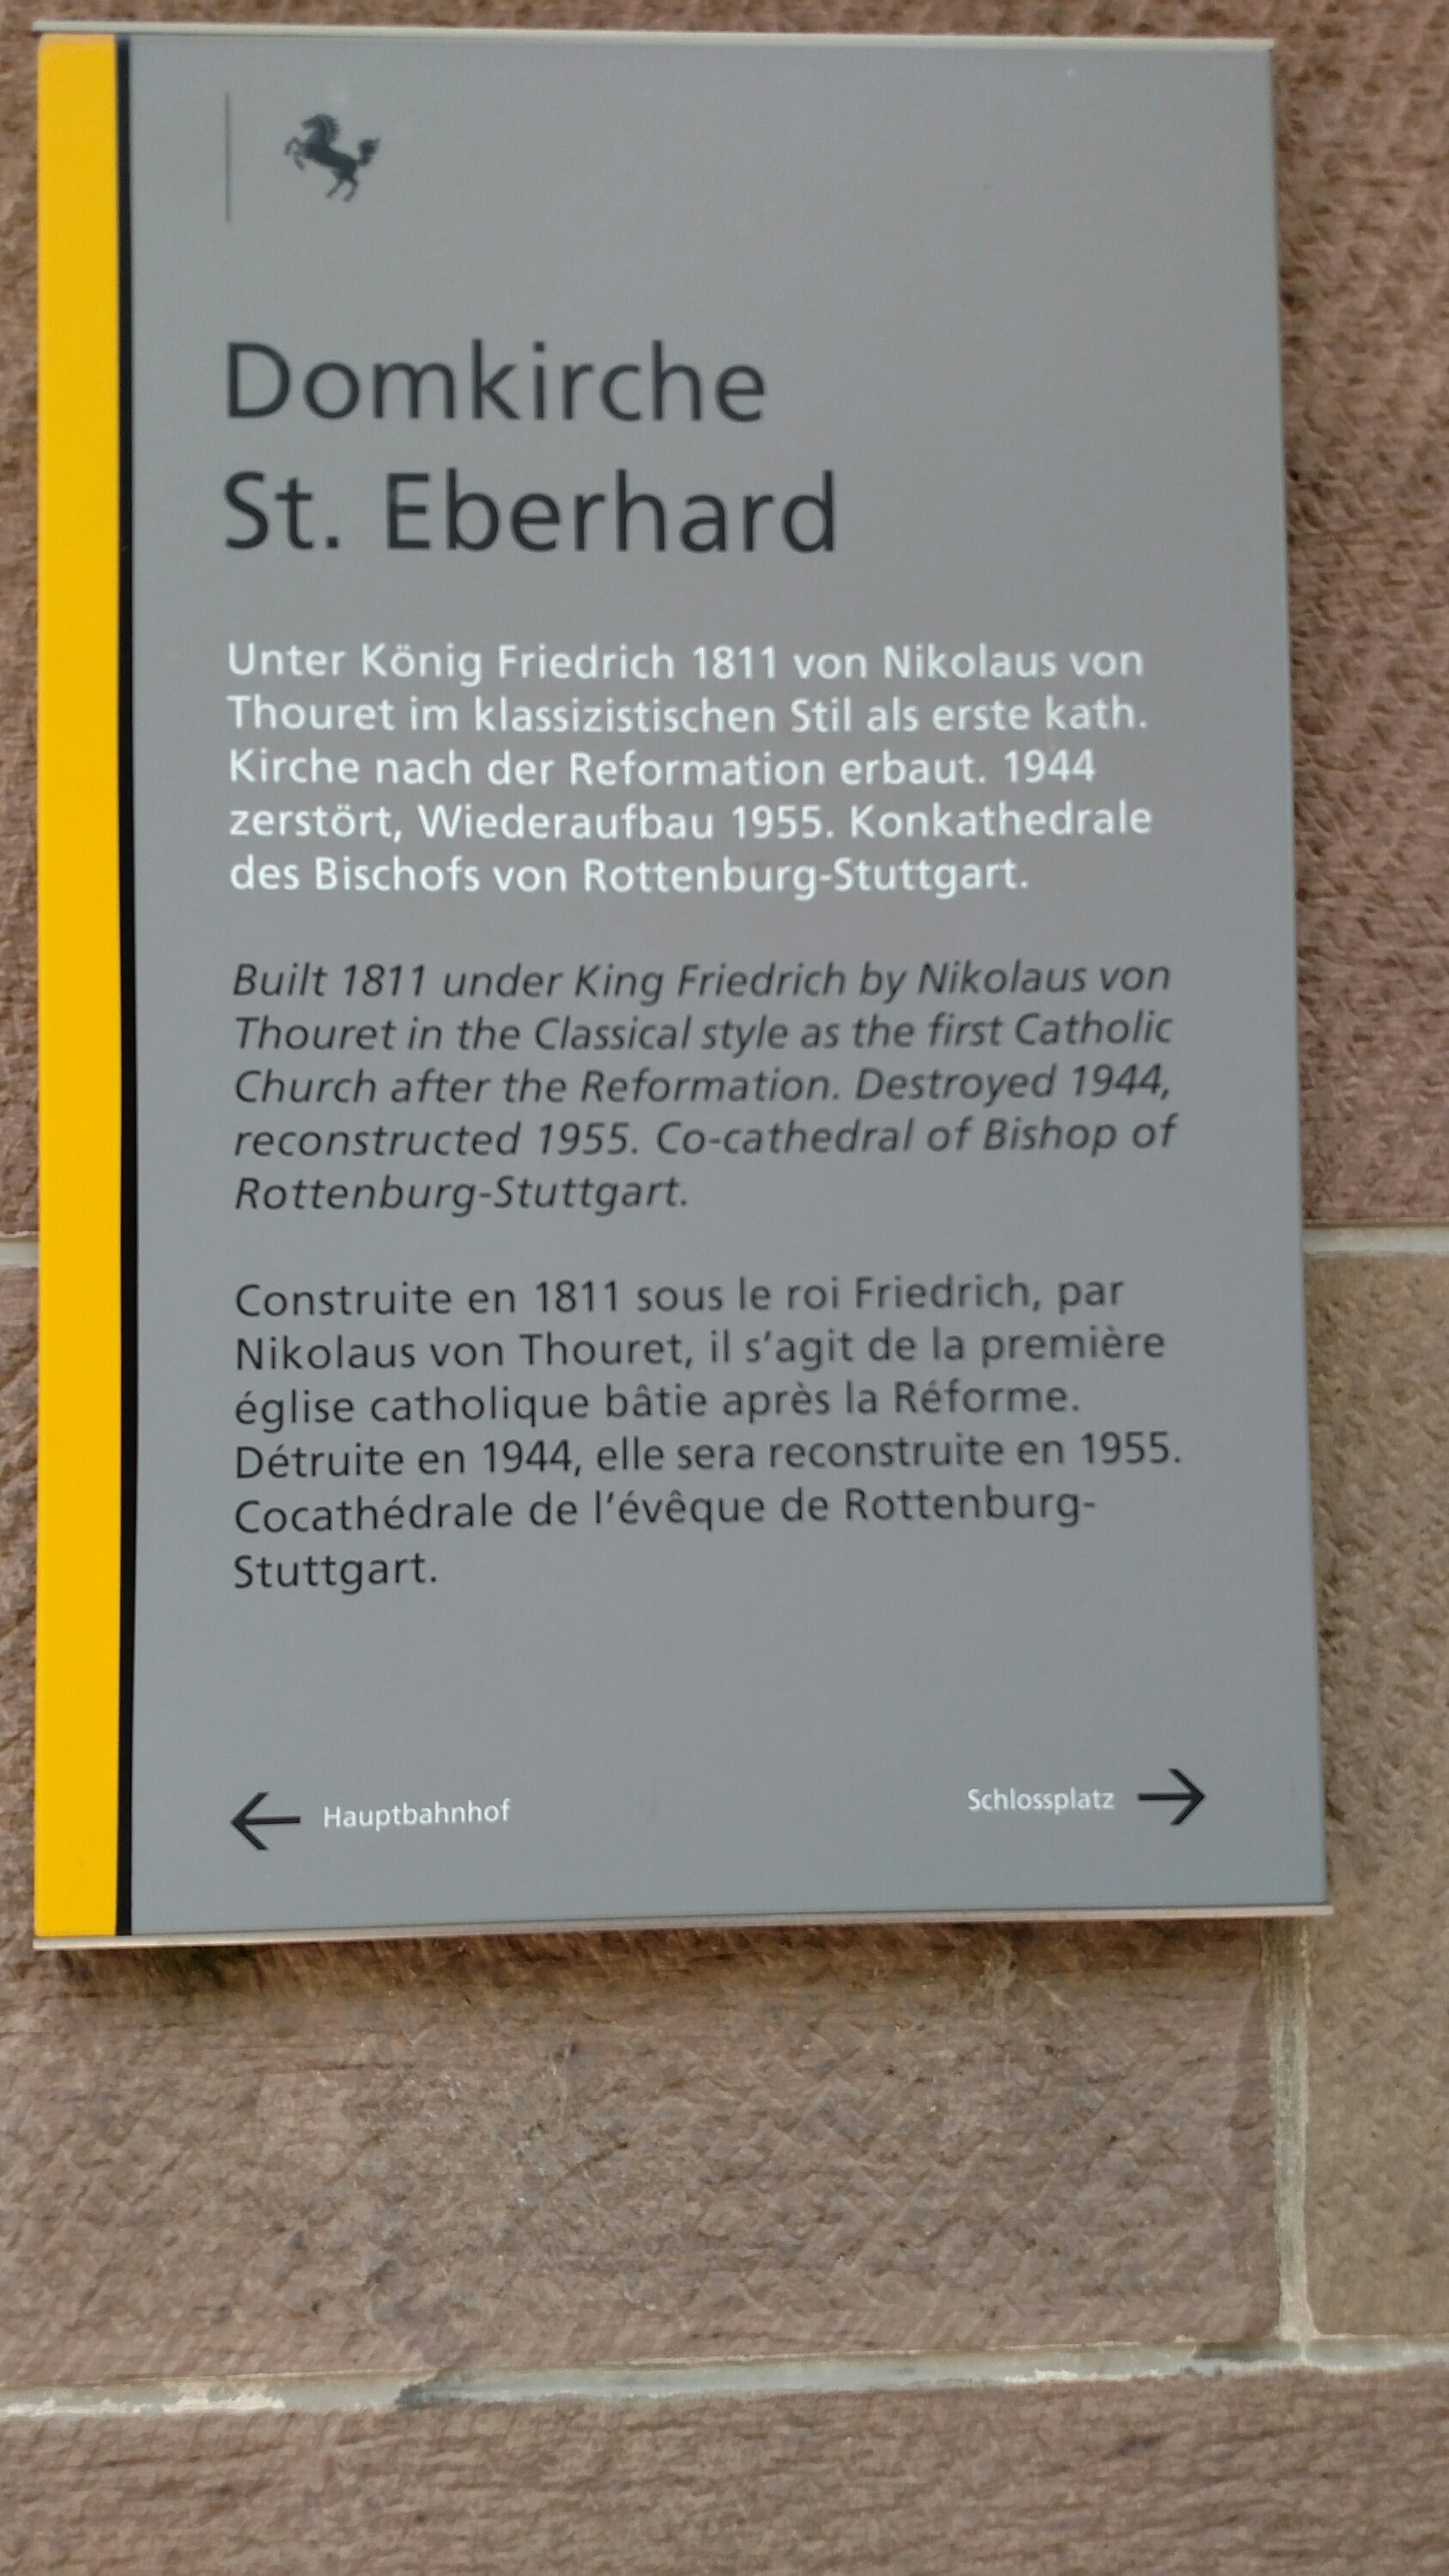 Domkirche
St. Eberhard
Unter König Friedrich 1811 von Nikolaus von
Thouret im klassizistischen Stil als erste kath.
Kirche nach der Reformation erbaut. 1944
zerstört, Wiederaufbau 1955. Konkathedrale
des Bischofs von Rottenburg-Stuttgart.
Built 1811 under King Friedrich by Nikolaus von
Thouret in the Classical style as the first Catholic
Church after the Reformation. Destroyed 1944,
reconstructed 1955. Co-cathedral of Bishop of
Rottenburg-Stuttgart.
Construite en 1811 sous le roi Friedrich, par
Nikolaus von Thouret, il s’agit de la première
église catholique bâtie après la Réforme.
Détruite en 1944, elle sera reconstruite en 1955.
Cocathédrale de l’évêque de Rottenburg-
Stuttgart.
← Hauptbahnhof
Schlossplatz →